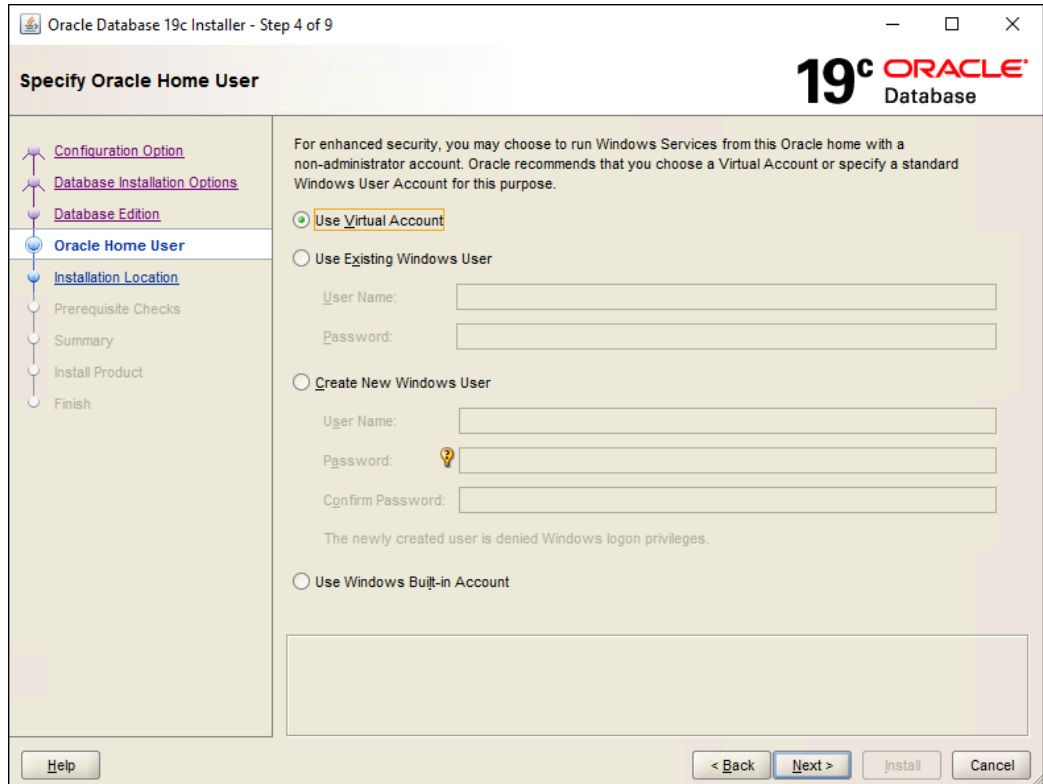 Oracle Database 19c Installer - Step 4 of 9
Specify Oracle Home User
19c ORACLE
Database
Configuration Option
Database Installation Options
Database Edition
Oracle Home User
Installation Location
Prerequisite Checks
Summary
Install Product
Finish
For enhanced security, you may choose to run Windows Services from this Oracle home with a
non-administrator account. Oracle recommends that you choose a Virtual Account or specify a standard
Windows User Account for this purpose.
Use Virtual Account
Use Existing Windows User
User Name:
Password:
Create New Windows User
User Name:
Password:
Confirm Password:
The newly created user is denied Windows logon privileges.
Use Windows Built-in Account
Help
< Back
Next >
Install
Cancel